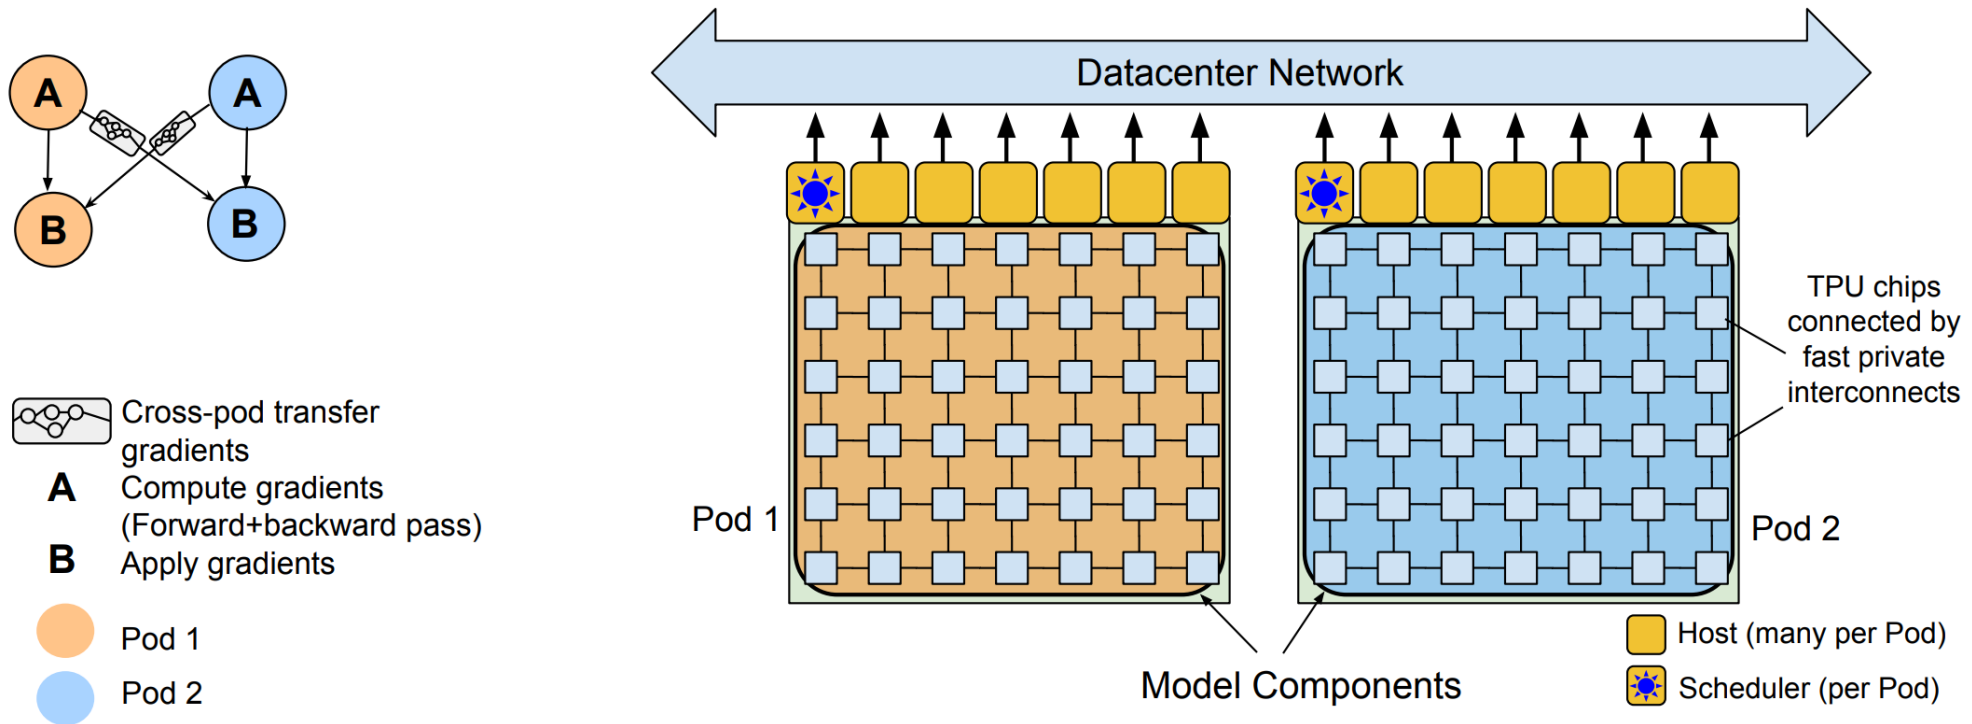 Datacenter Network
A
A
B
B
Cross-pod transfer
gradients
A
Compute gradients
(Forward+backward pass)
B
Apply gradients
Pod 1
Pod 2
Pod 1
Pod 2
TPU chips
connected by
fast private
interconnects
Model Components
Host (many per Pod)
Scheduler (per Pod)